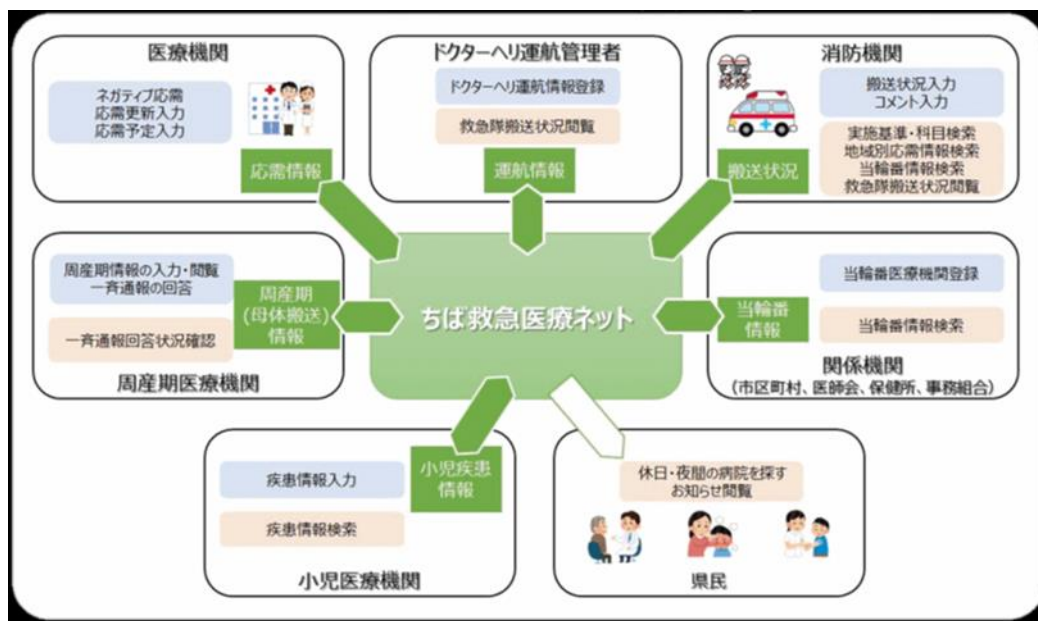 医療機関
ネガティブ応需
応需更新入力
応需予定入力
応需情報
ドクターヘリ運航管理者
ドクターヘリ運航情報登録
救急隊搬送状況閲覧
運航情報
消防機関
搬送状況入力
コメント入力
実施基準・科目検索
地域別応需情報検索
当輪番情報検索
救急隊搬送状況閲覧
搬送状況
周産期情報の入力・閲覧
一斉通報の回答
一斉通報回答状況確認
周産期
(母体搬送)
情報
周産期医療機関
ちば救急医療ネット
当輪番医療機関登録
当輪番情報検索
当輪番
情報
関係機関
(市区町村、医師会、保健所、事務組合)
疾患情報入力
疾患情報検索
小児疾患
情報
小児医療機関
休日・夜間の病院を探す
お知らせ閲覧
県民